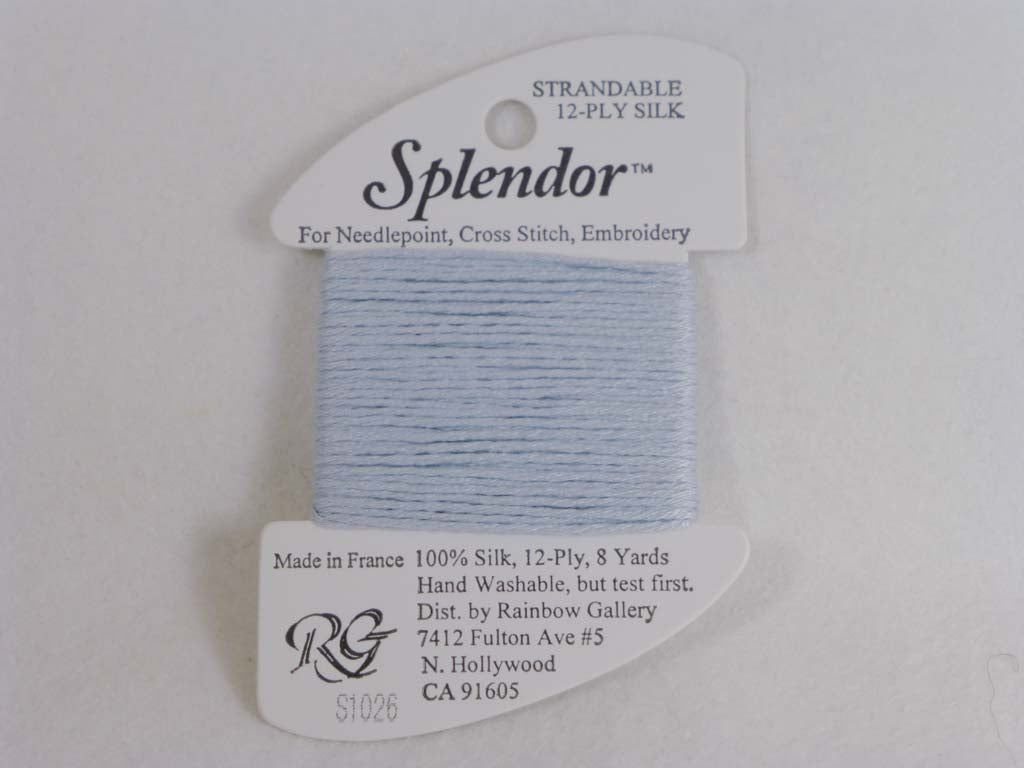 STRANDABLE
12-PLY SILK
Splendor™
For Needlepoint, Cross Stitch, Embroidery
Made in France
100% Silk, 12-Ply, 8 Yards
Hand Washable, but test first.
Dist. by Rainbow Gallery
7412 Fulton Ave #5
N. Hollywood
CA 91605
RG
S1026